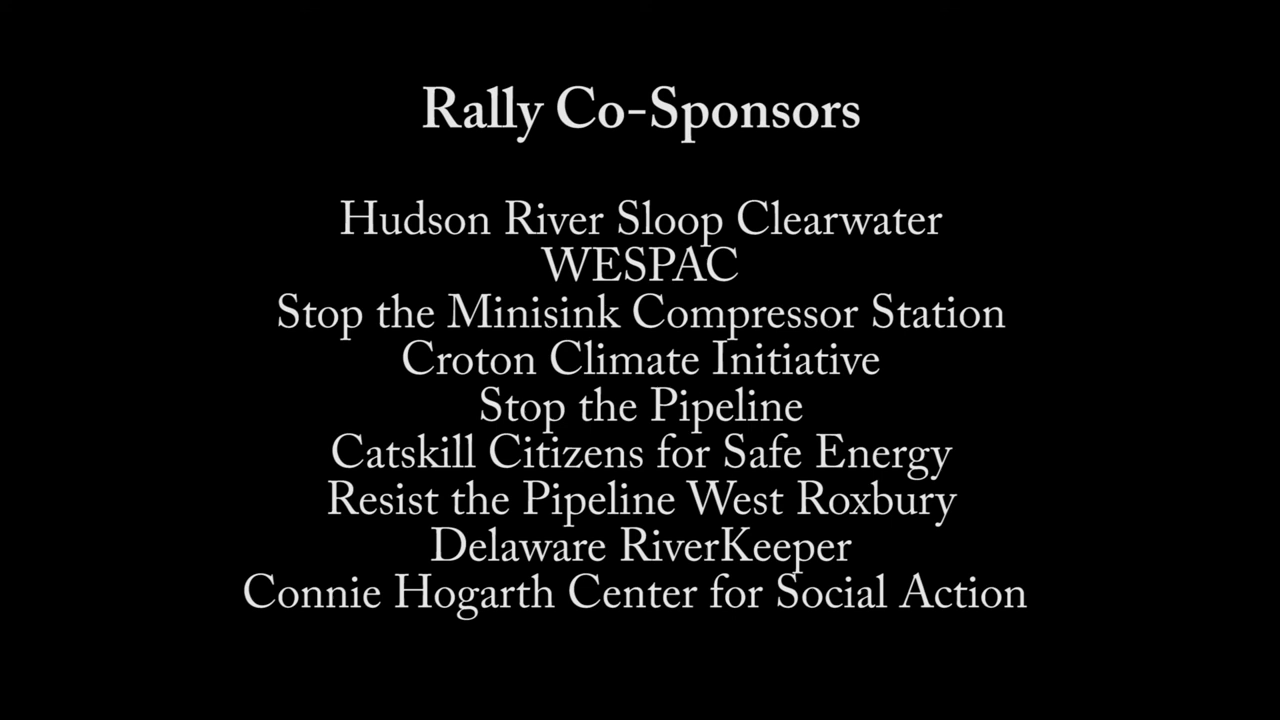 Rally Co-Sponsors
Hudson River Sloop Clearwater
WESPAC
Stop the Minisink Compressor Station
Croton Climate Initiative
Stop the Pipeline
Catskill Citizens for Safe Energy
Resist the Pipeline West Roxbury
Delaware RiverKeeper
Connie Hogarth Center for Social Action